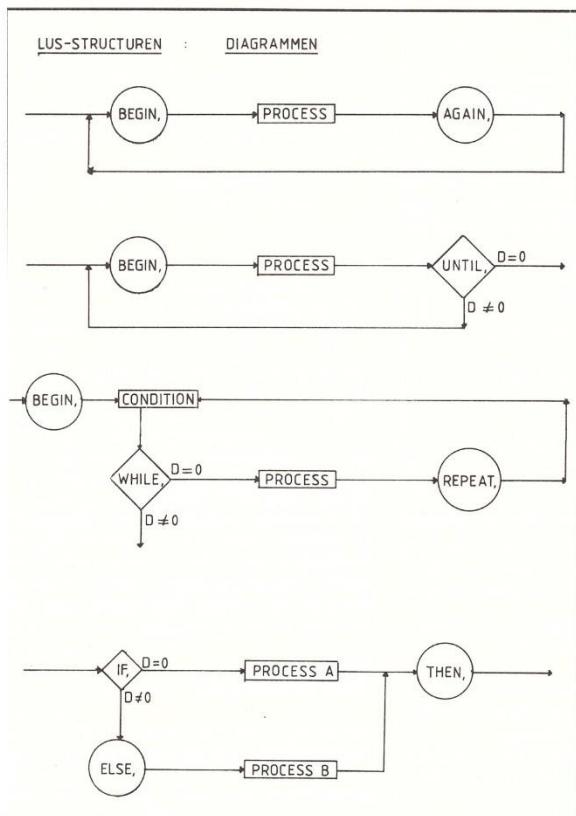 LUS-STRUCTUREN : DIAGRAMMEN
BEGIN, PROCESS AGAIN,
BEGIN, PROCESS UNTIL, D=0
D ≠0
BEGIN, CONDITION
WHILE, D=0 PROCESS REPEAT,
D ≠0
IF, D=0 PROCESS A THEN,
D≠0
ELSE, PROCESS B